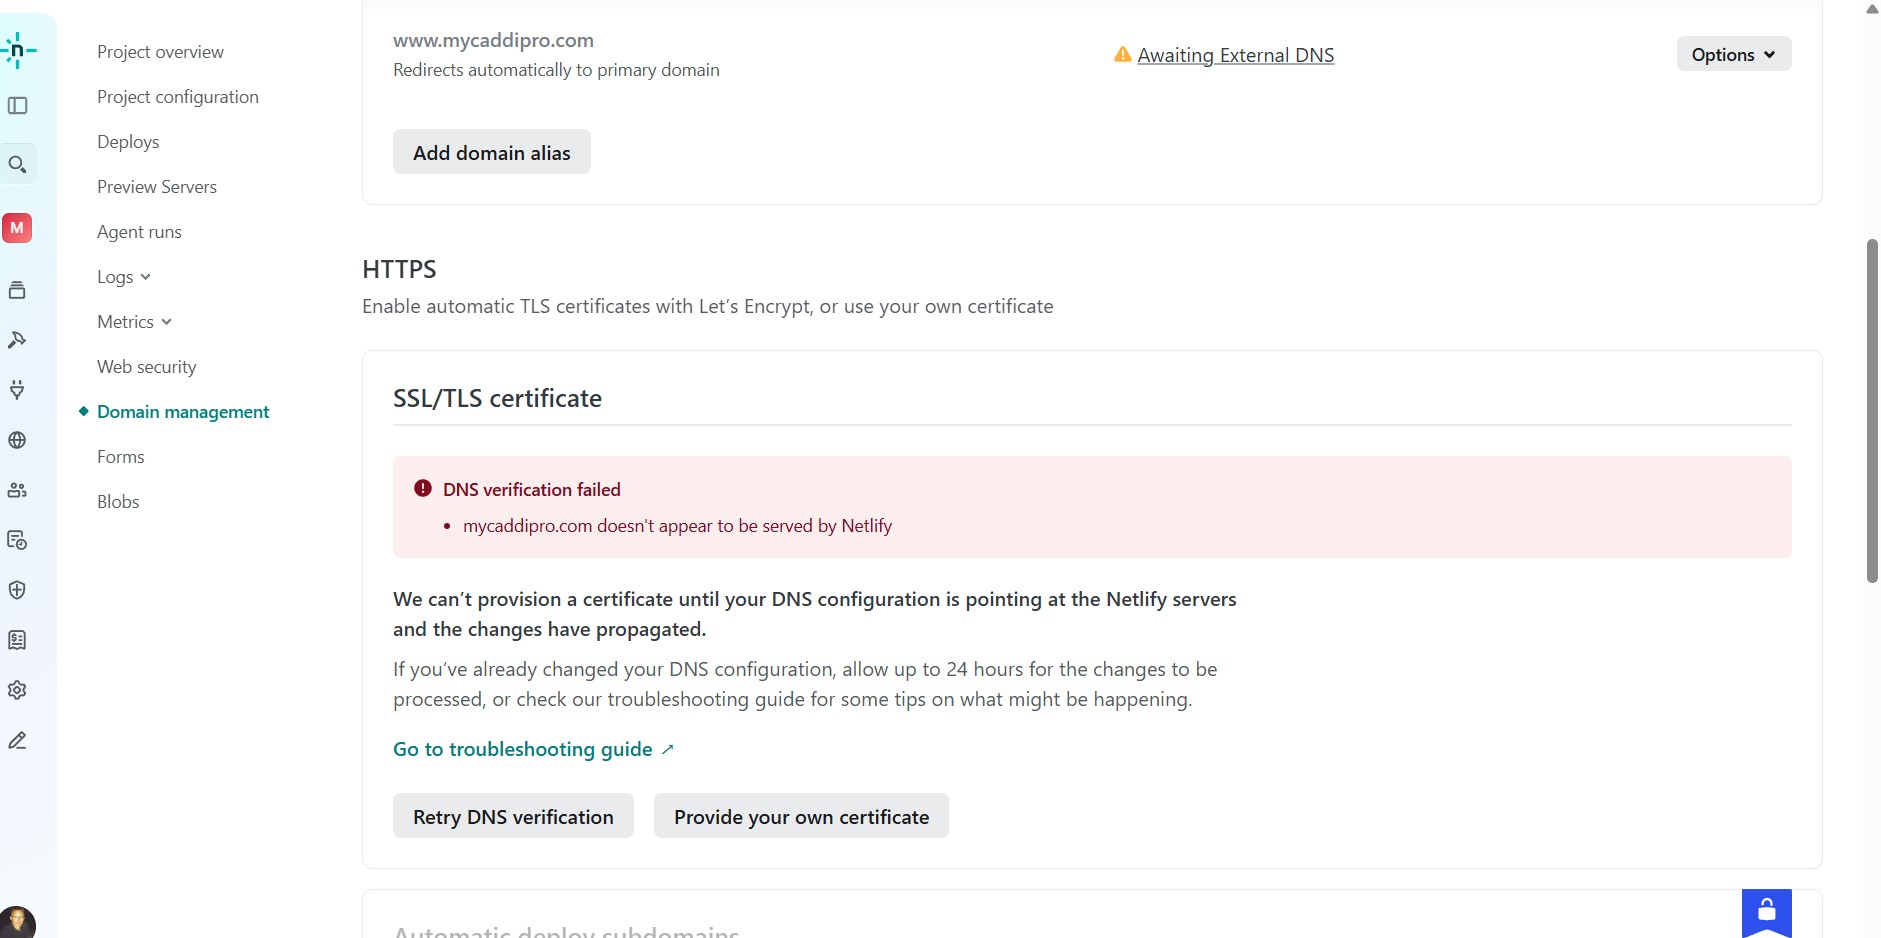 www.mycaddipro.com
Redirects automatically to primary domain
Awaiting External DNS
Options
Add domain alias
n
M
Project overview
Project configuration
Deploys
Preview Servers
Agent runs
Logs
Metrics
Web security
Domain management
Forms
Blobs
HTTPS
Enable automatic TLS certificates with Let’s Encrypt, or use your own certificate
SSL/TLS certificate
DNS verification failed
• mycaddipro.com doesn't appear to be served by Netlify
We can’t provision a certificate until your DNS configuration is pointing at the Netlify servers
and the changes have propagated.
If you’ve already changed your DNS configuration, allow up to 24 hours for the changes to be
processed, or check our troubleshooting guide for some tips on what might be happening.
Go to troubleshooting guide ↗
Retry DNS verification
Provide your own certificate
Automatic deploy subdomains